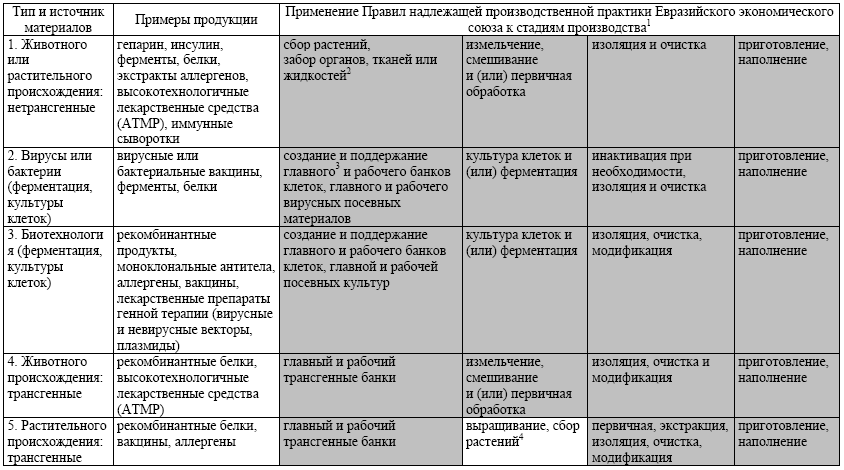 Тип и источник
материалов
Примеры продукции
Применение Правил надлежащей производственной практики Евразийского экономического
союза к стадиям производства1
1. Животного
или
растительного
происхождения:
нетрансгенные
гепарин, инсулин,
ферменты, белки,
экстракты аллергенов,
высокотехнологичные
лекарственные средства
(АТМР), иммунные
сыворотки
сбор растений,
забор органов, тканей или
жидкостей2
измельчение,
смешивание
и (или) первичная
обработка
изоляция и очистка
приготовление,
наполнение
2. Вирусы или
бактерии
(ферментация,
культуры
клеток)
вирусные или
бактериальные вакцины,
ферменты, белки
создание и поддержание
главного3 и рабочего банков
клеток, главного и рабочего
вирусных посевных
материалов
культура клеток и
(или) ферментация
инактивация при
необходимости,
изоляция и очистка
приготовление,
наполнение
3. Биотехнологи
я (ферментация,
культуры
клеток)
рекомбинантные
продукты,
моноклональные антитела,
аллергены, вакцины,
лекарственные препараты
генной терапии (вирусные
и невирусные векторы,
плазмиды)
создание и поддержание
главного и рабочего банков
клеток, главной и рабочей
посевных культур
культура клеток и
(или) ферментация
изоляция, очистка,
модификация
приготовление,
наполнение
4. Животного
происхождения:
трансгенные
рекомбинантные белки,
высокотехнологичные
лекарственные средства
(АТМР)
главный и рабочий
трансгенные банки
измельчение,
смешивание
и (или) первичная
обработка
изоляция, очистка и
модификация
приготовление,
наполнение
5. Растительного
происхождения:
трансгенные
рекомбинантные белки,
вакцины, аллергены
главный и рабочий
трансгенные банки
выращивание, сбор
растений4
первичная, экстракция,
изоляция, очистка,
модификация
приготовление,
наполнение